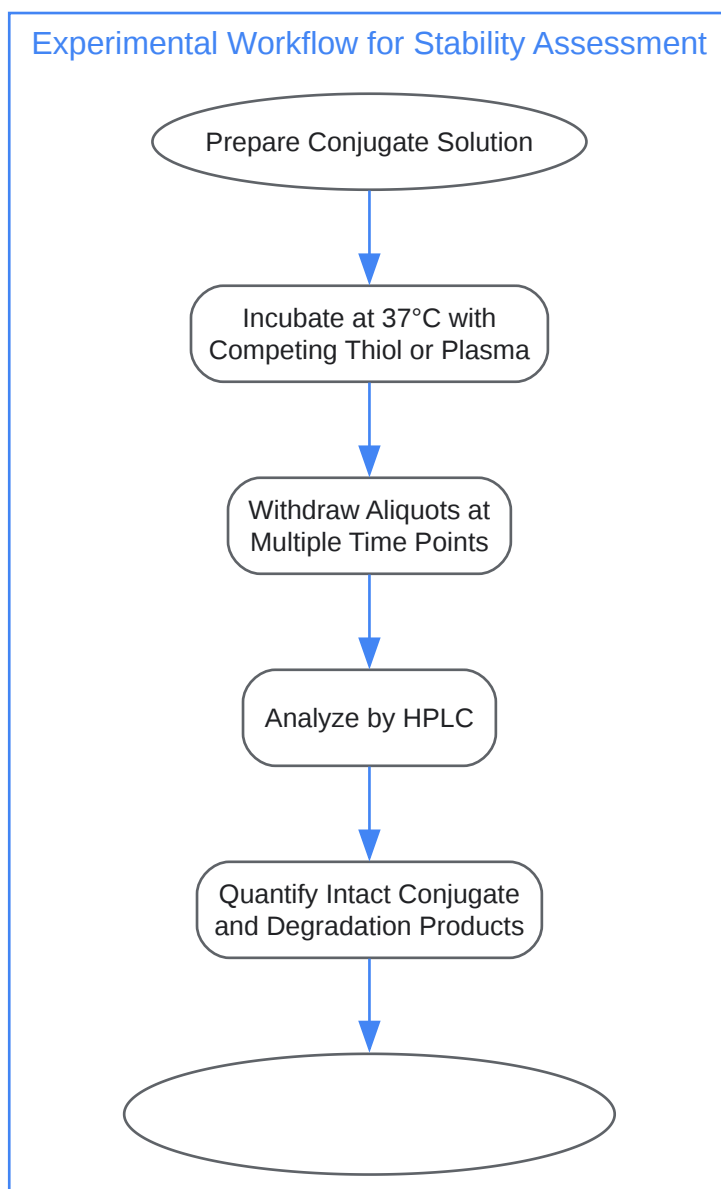 Experimental Workflow for Stability Assessment
Prepare Conjugate Solution
Incubate at 37°C with
Competing Thiol or Plasma
Withdraw Aliquots at
Multiple Time Points
Analyze by HPLC
Quantify Intact Conjugate
and Degradation Products